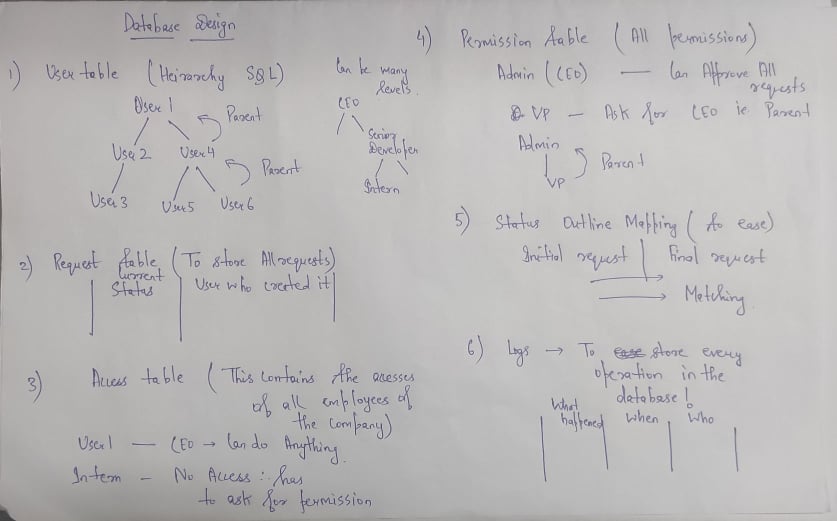 Database Design
1) User table (Heirarchy SQL)
User 1
Parent
User 2 User 4
Parent
User 3 User 5 User 6
Can be many
levels.
CEO
Senior
Developer
Intern
2) Request table (To store All requests)
Current
Status
User who created it
3) Access table (This contains the accesses
of all employees of
the company)
User 1 — CEO → Can do Anything.
Intern – No Access ∴ has
to ask for permission
4) Permission table (All permissions)
Admin (CEO) — Can Approve All
requests
VP – Ask for CEO ie Parent
Admin
Parent
VP
5) Status Outline Mapping (to ease)
Initial request Final request
→ Matching
6) Logs → To store every
operation in the
database!
What
happened
when who